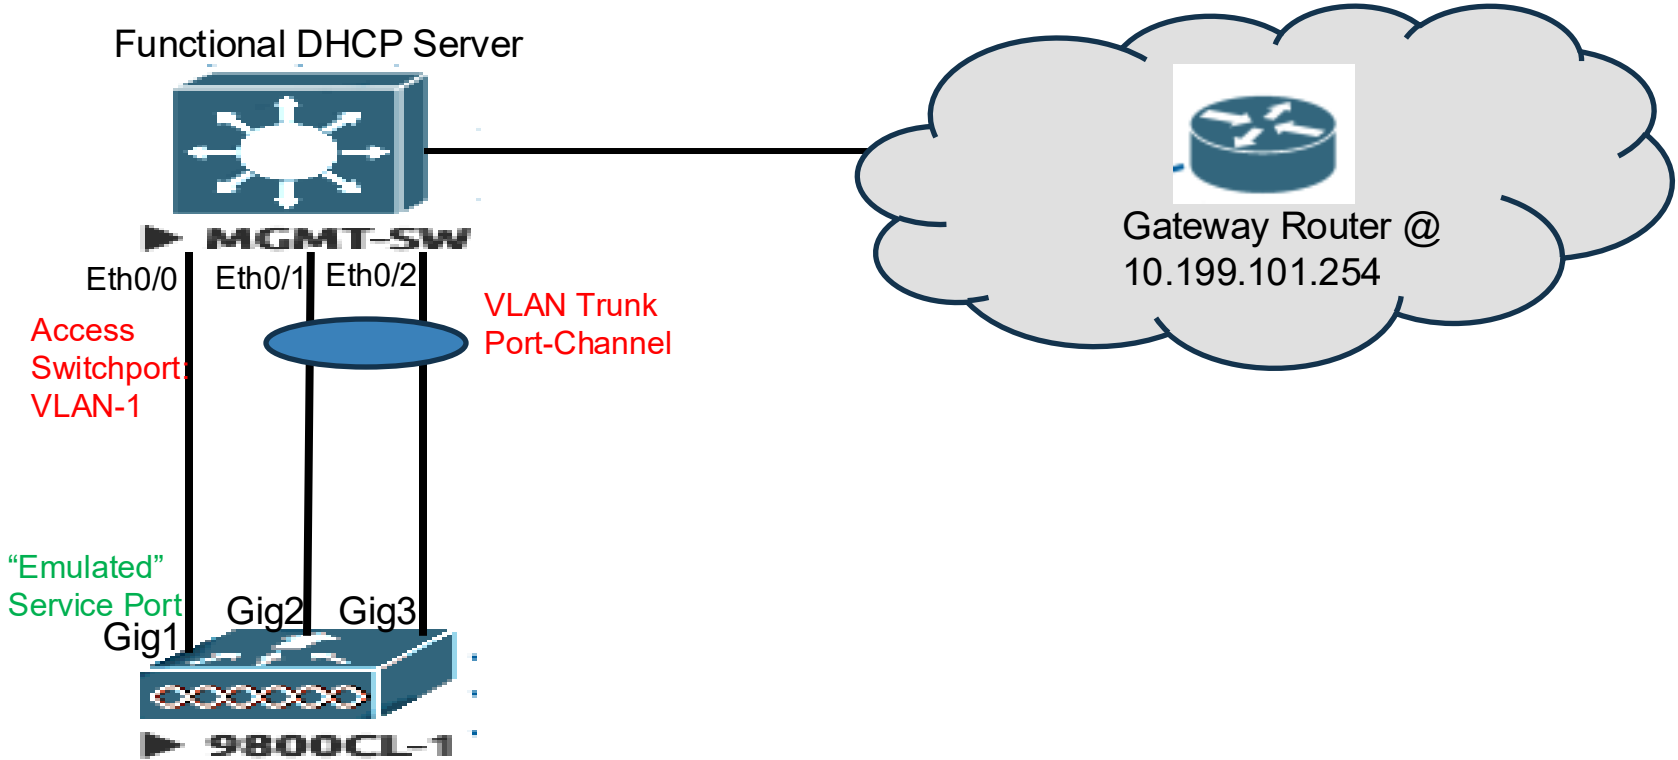 Functional DHCP Server
MGMT-SW
Eth0/0
Eth0/1
Eth0/2
Access
Switchport:
VLAN-1
VLAN Trunk
Port-Channel
Gateway Router @
10.199.101.254
“Emulated”
Service Port
Gig1
Gig2
Gig3
9800CL-1